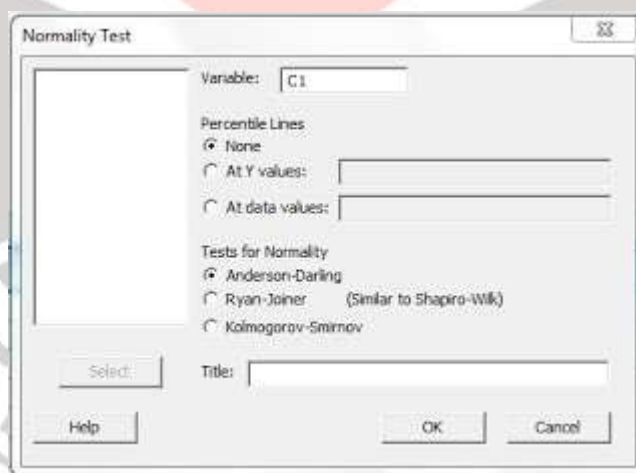 Normality Test
Variable: C1
Percentile Lines
None
At Y values:
At data values:
Tests for Normality
Anderson-Darling
Ryan-Joiner (Similar to Shapiro-Wilk)
Kolmogorov-Smirnov
Select
Title:
Help
OK
Cancel